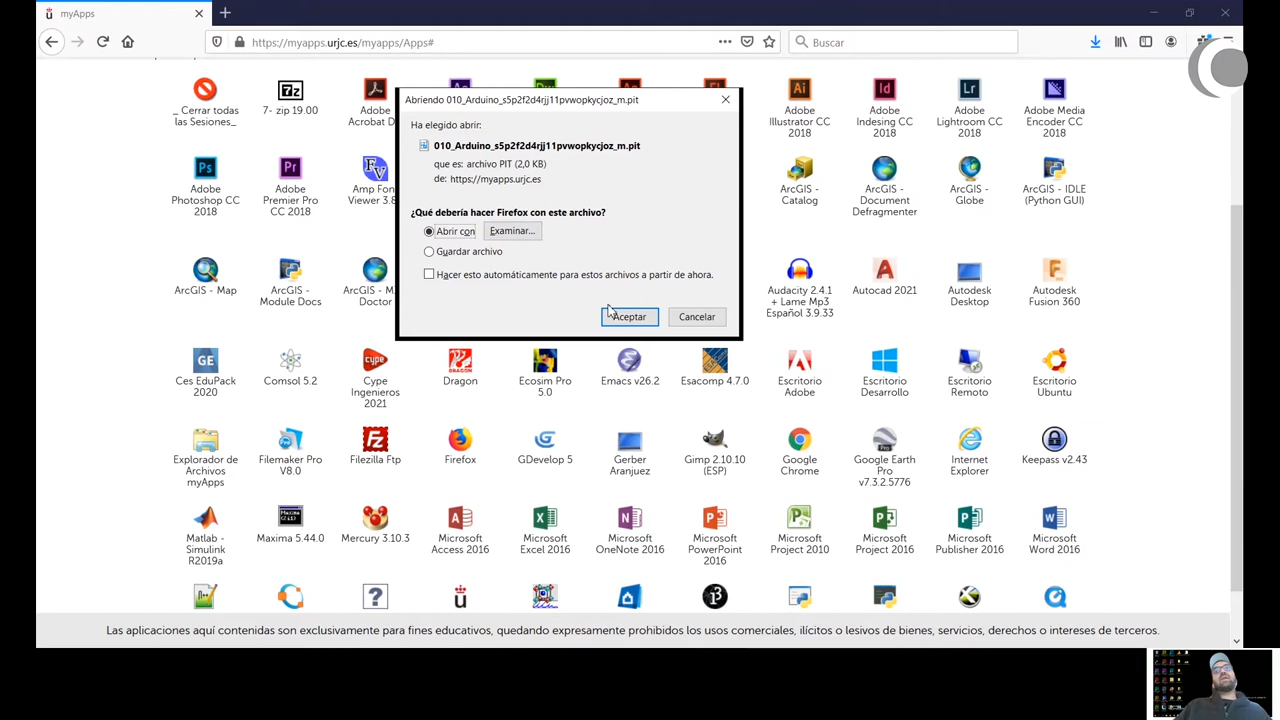 myApps
https://myapps.urjc.es/myapps/Apps#
Buscar
Abriendo 010_Arduino_s5p2f2d4rjj11pvwopkycjoz_m.pit
Ha elegido abrir:
010_Arduino_s5p2f2d4rjj11pvwopkycjoz_m.pit
que es: archivo PIT (2,0 KB)
de: https://myapps.urjc.es
¿Qué debería hacer Firefox con este archivo?
Abrir con
Examinar...
Guardar archivo
Hacer esto automáticamente para estos archivos a partir de ahora.
Aceptar
Cancelar
_ Cerrar todas
las Sesiones_
7- zip 19.00
Adobe
Acrobat D
Adobe
Illustrator CC
2018
Adobe
Indesing CC
2018
Adobe
Lightroom CC
2018
Adobe Media
Encoder CC
2018
Adobe
Photoshop CC
2018
Adobe
Premier Pro
CC 2018
Amp Fon
Viewer 3.8
ArcGIS -
Catalog
ArcGIS -
Document
Defragmenter
ArcGIS -
Globe
ArcGIS - IDLE
(Python GUI)
ArcGIS - Map
ArcGIS -
Module Docs
ArcGIS - M
Doctor
Audacity 2.4.1
+ Lame Mp3
Español 3.9.33
Autocad 2021
Autodesk
Desktop
Autodesk
Fusion 360
Ces EduPack
2020
Comsol 5.2
Cype
Ingenieros
2021
Dragon
Ecosim Pro
5.0
Emacs v26.2
Esacomp 4.7.0
Escritorio
Adobe
Escritorio
Desarrollo
Escritorio
Remoto
Escritorio
Ubuntu
Explorador de
Archivos
myApps
Filemaker Pro
V8.0
Filezilla Ftp
Firefox
GDevelop 5
Gerber
Aranjuez
Gimp 2.10.10
(ESP)
Google
Chrome
Google Earth
Pro
v7.3.2.5776
Internet
Explorer
Keepass v2.43
Matlab -
Simulink
R2019a
Maxima 5.44.0
Mercury 3.10.3
Microsoft
Access 2016
Microsoft
Excel 2016
Microsoft
OneNote 2016
Microsoft
PowerPoint
2016
Microsoft
Project 2010
Microsoft
Project 2016
Microsoft
Publisher 2016
Microsoft
Word 2016
Las aplicaciones aquí contenidas son exclusivamente para fines educativos, quedando expresamente prohibidos los usos comerciales, ilícitos o lesivos de bienes, servicios, derechos o intereses de terceros.